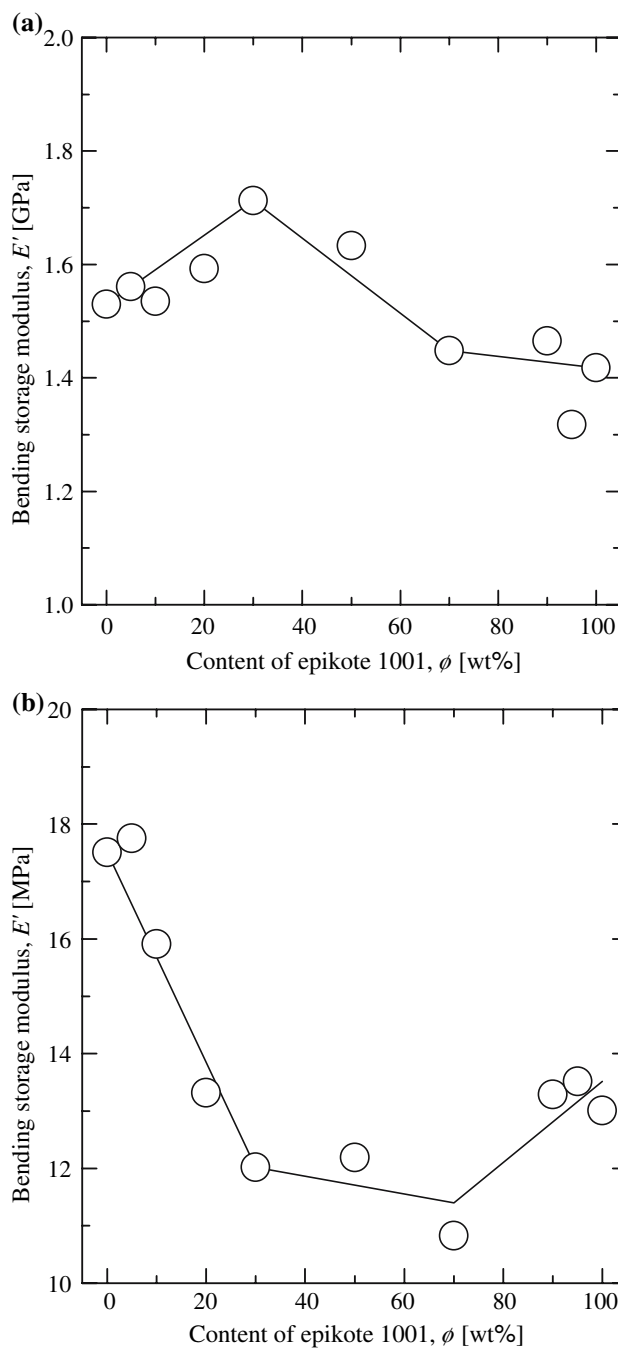 (a)
2.0
1.8
1.6
1.4
1.2
1.0
Bending storage modulus, E' [GPa]
0 20 40 60 80 100
Content of epikote 1001, ϕ [wt%]
(b)
20
18
16
14
12
10
Bending storage modulus, E' [MPa]
0 20 40 60 80 100
Content of epikote 1001, ϕ [wt%]